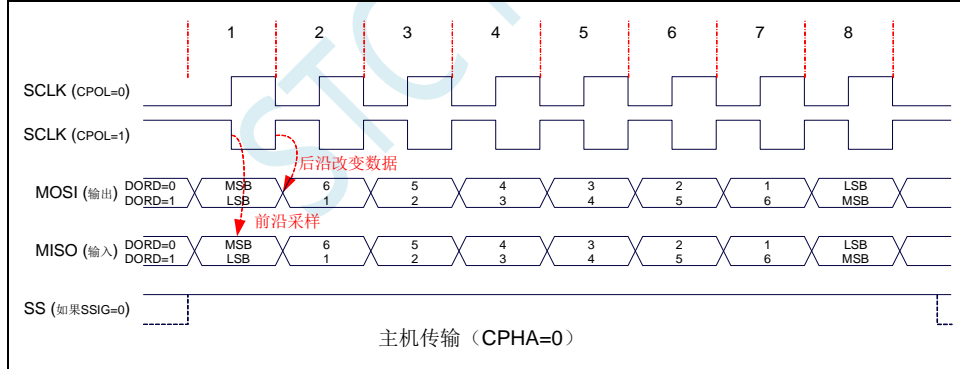 1 2 3 4 5 6 7 8
SCLK (CPOL=0)
SCLK (CPOL=1)
后沿改变数据
MOSI (输出) DORD=0 MSB 6 5 4 3 2 1 LSB
DORD=1 LSB 1 2 3 4 5 6 MSB
前沿采样
MISO (输入) DORD=0 MSB 6 5 4 3 2 1 LSB
DORD=1 LSB 1 2 3 4 5 6 MSB
SS (如果SSIG=0)
主机传输（CPHA=0）